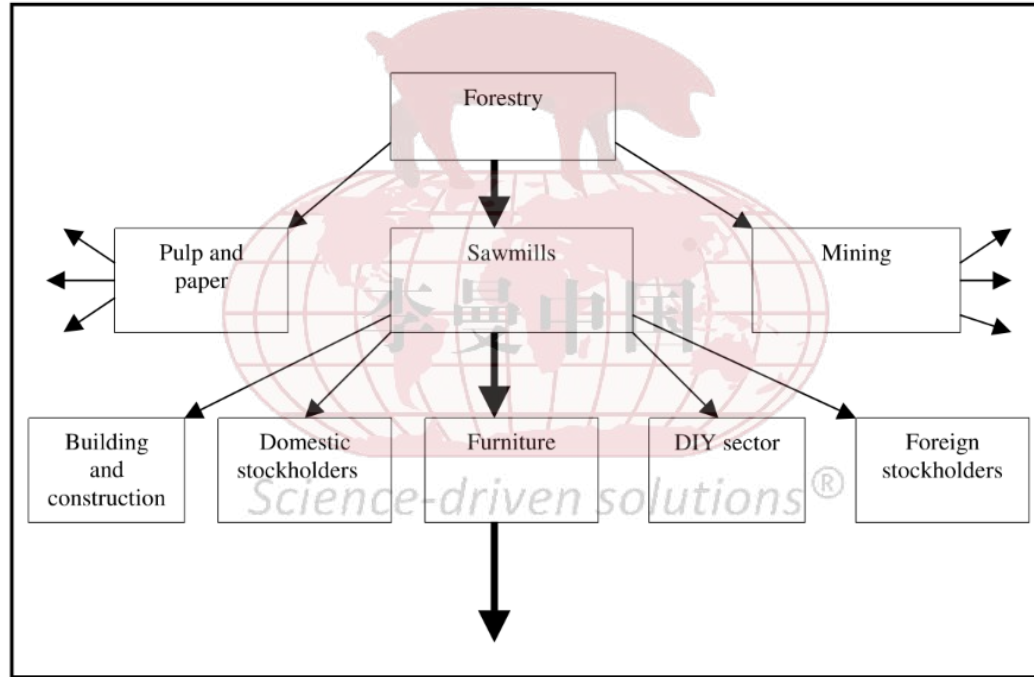 Forestry
Pulp and
paper
Sawmills
Mining
李曼中国
Building
and
construction
Domestic
stockholders
Furniture
DIY sector
Foreign
stockholders
Science-driven solutions®